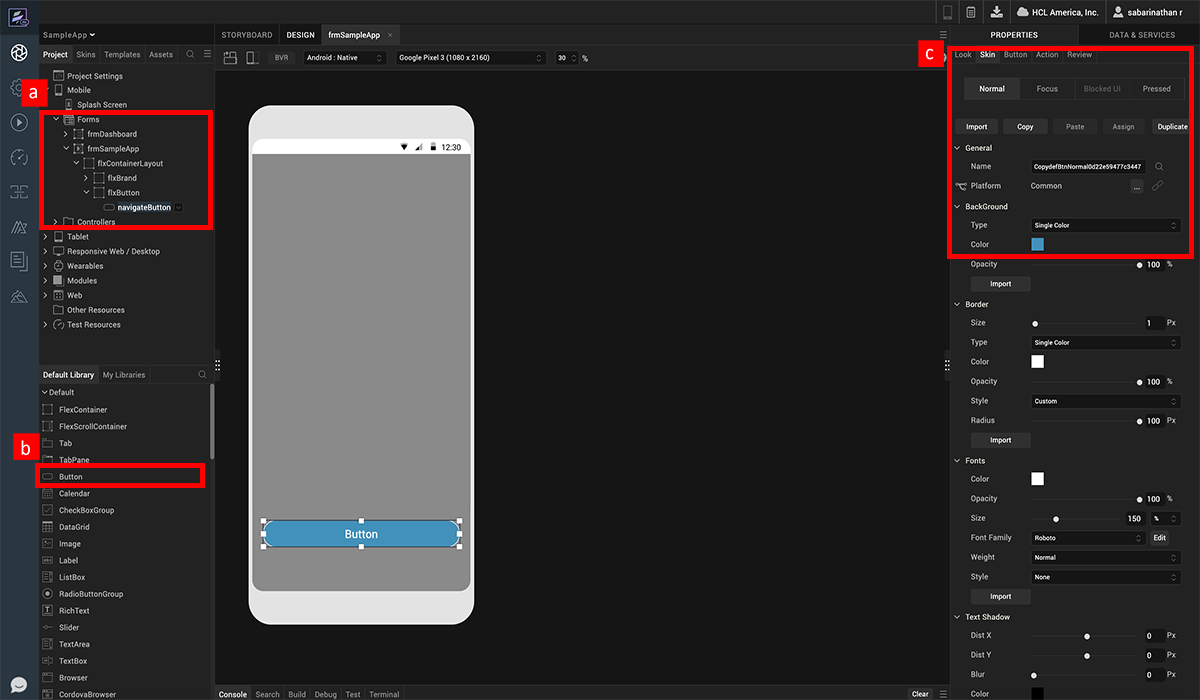 HCL America, Inc.
sabarinathan r
SampleApp
STORYBOARD
DESIGN
frmSampleApp
×
PROPERTIES
DATA & SERVICES
Project
Skins
Templates
Assets
BVR
Android : Native
Google Pixel 3 (1080 x 2160)
30
%
c
Look
Skin
Button
Action
Review
a
Project Settings
Mobile
Splash Screen
Forms
frmDashboard
frmSampleApp
flxContainerLayout
flxBrand
flxButton
navigateButton
Controllers
Tablet
Responsive Web / Desktop
Wearables
Modules
Web
Other Resources
Test Resources
Default Library
My Libraries
Default
FlexContainer
FlexScrollContainer
Tab
TabPane
b
Button
Calendar
CheckBoxGroup
DataGrid
Image
Label
ListBox
RadioButtonGroup
RichText
Slider
TextArea
TextBox
Browser
CordovaBrowser
12:30
Button
Console
Search
Build
Debug
Test
Terminal
Clear
Normal
Focus
Blocked UI
Pressed
Import
Copy
Paste
Assign
Duplicate
General
Name
CopydefBtnNormal0d22e59477c3447
Platform
Common
...
BackGround
Type
Single Color
Color
Opacity
100
%
Import
Border
Size
1
Px
Type
Single Color
Color
Opacity
100
%
Style
Custom
Radius
100
Px
Import
Fonts
Color
Opacity
100
%
Size
150
%
Font Family
Roboto
Edit
Weight
Normal
Style
None
Import
Text Shadow
Dist X
0
Px
Dist Y
0
Px
Blur
0
Px
Color